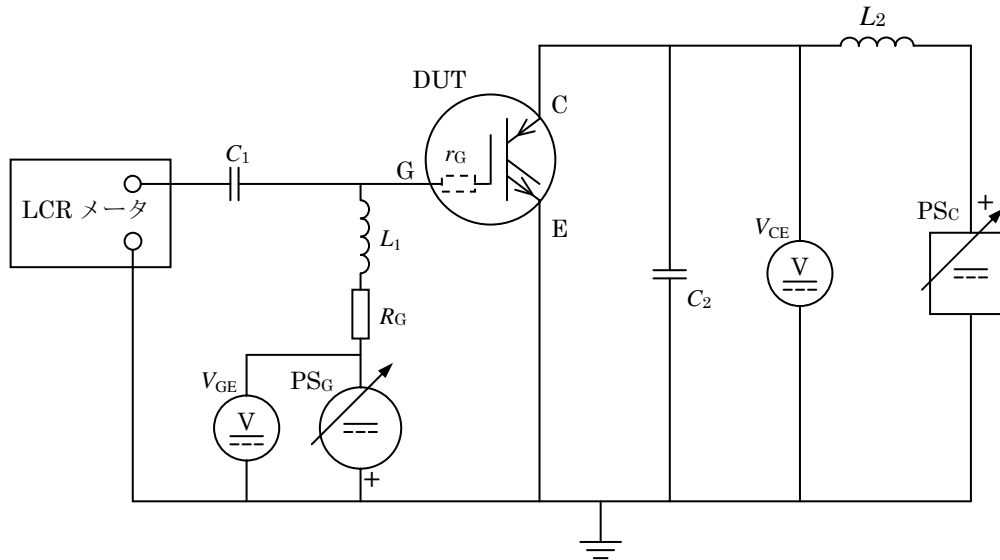 L2
DUT
C
C1
rG
G
LCR メータ
L1
E
PSC
+
VCE
V
C2
RG
VGE
PSG
V
+